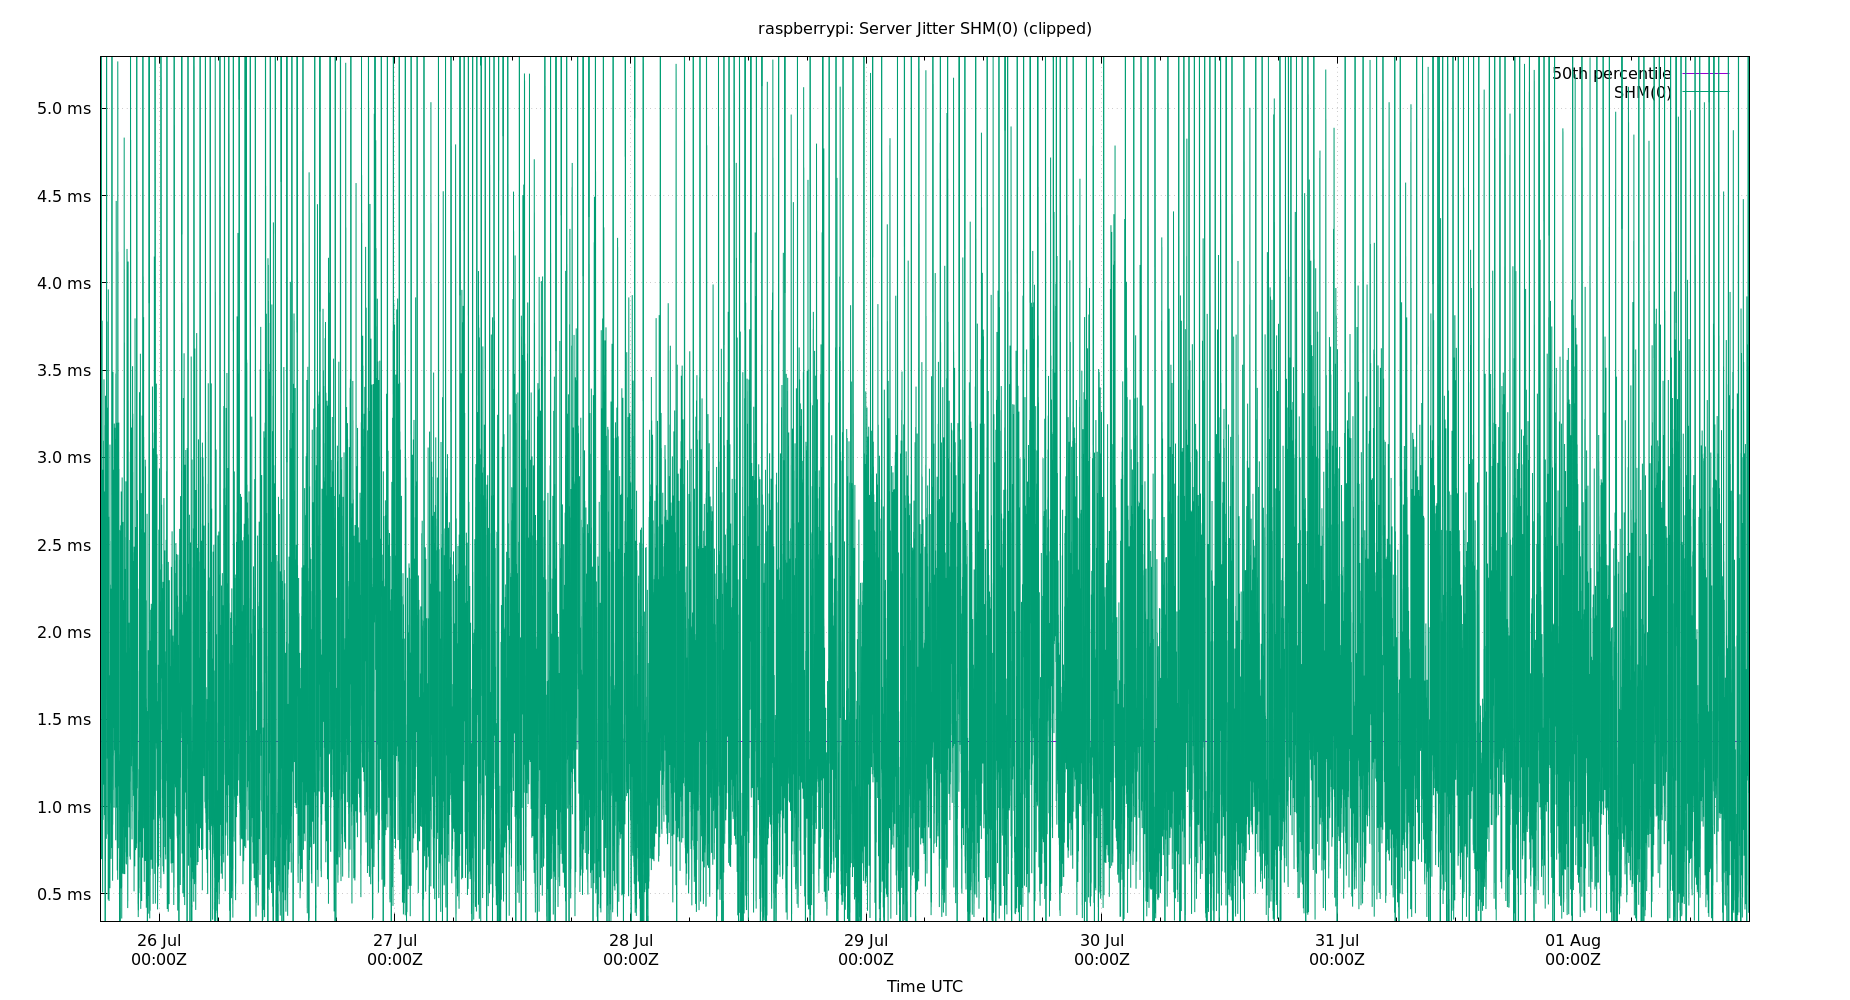 raspberrypi: Server Jitter SHM(0) (clipped)
50th percentile
SHM(0)
5.0 ms
4.5 ms
4.0 ms
3.5 ms
3.0 ms
2.5 ms
2.0 ms
1.5 ms
1.0 ms
0.5 ms
26 Jul 27 Jul 28 Jul 29 Jul 30 Jul 31 Jul 01 Aug
00:00Z 00:00Z 00:00Z 00:00Z 00:00Z 00:00Z 00:00Z
Time UTC